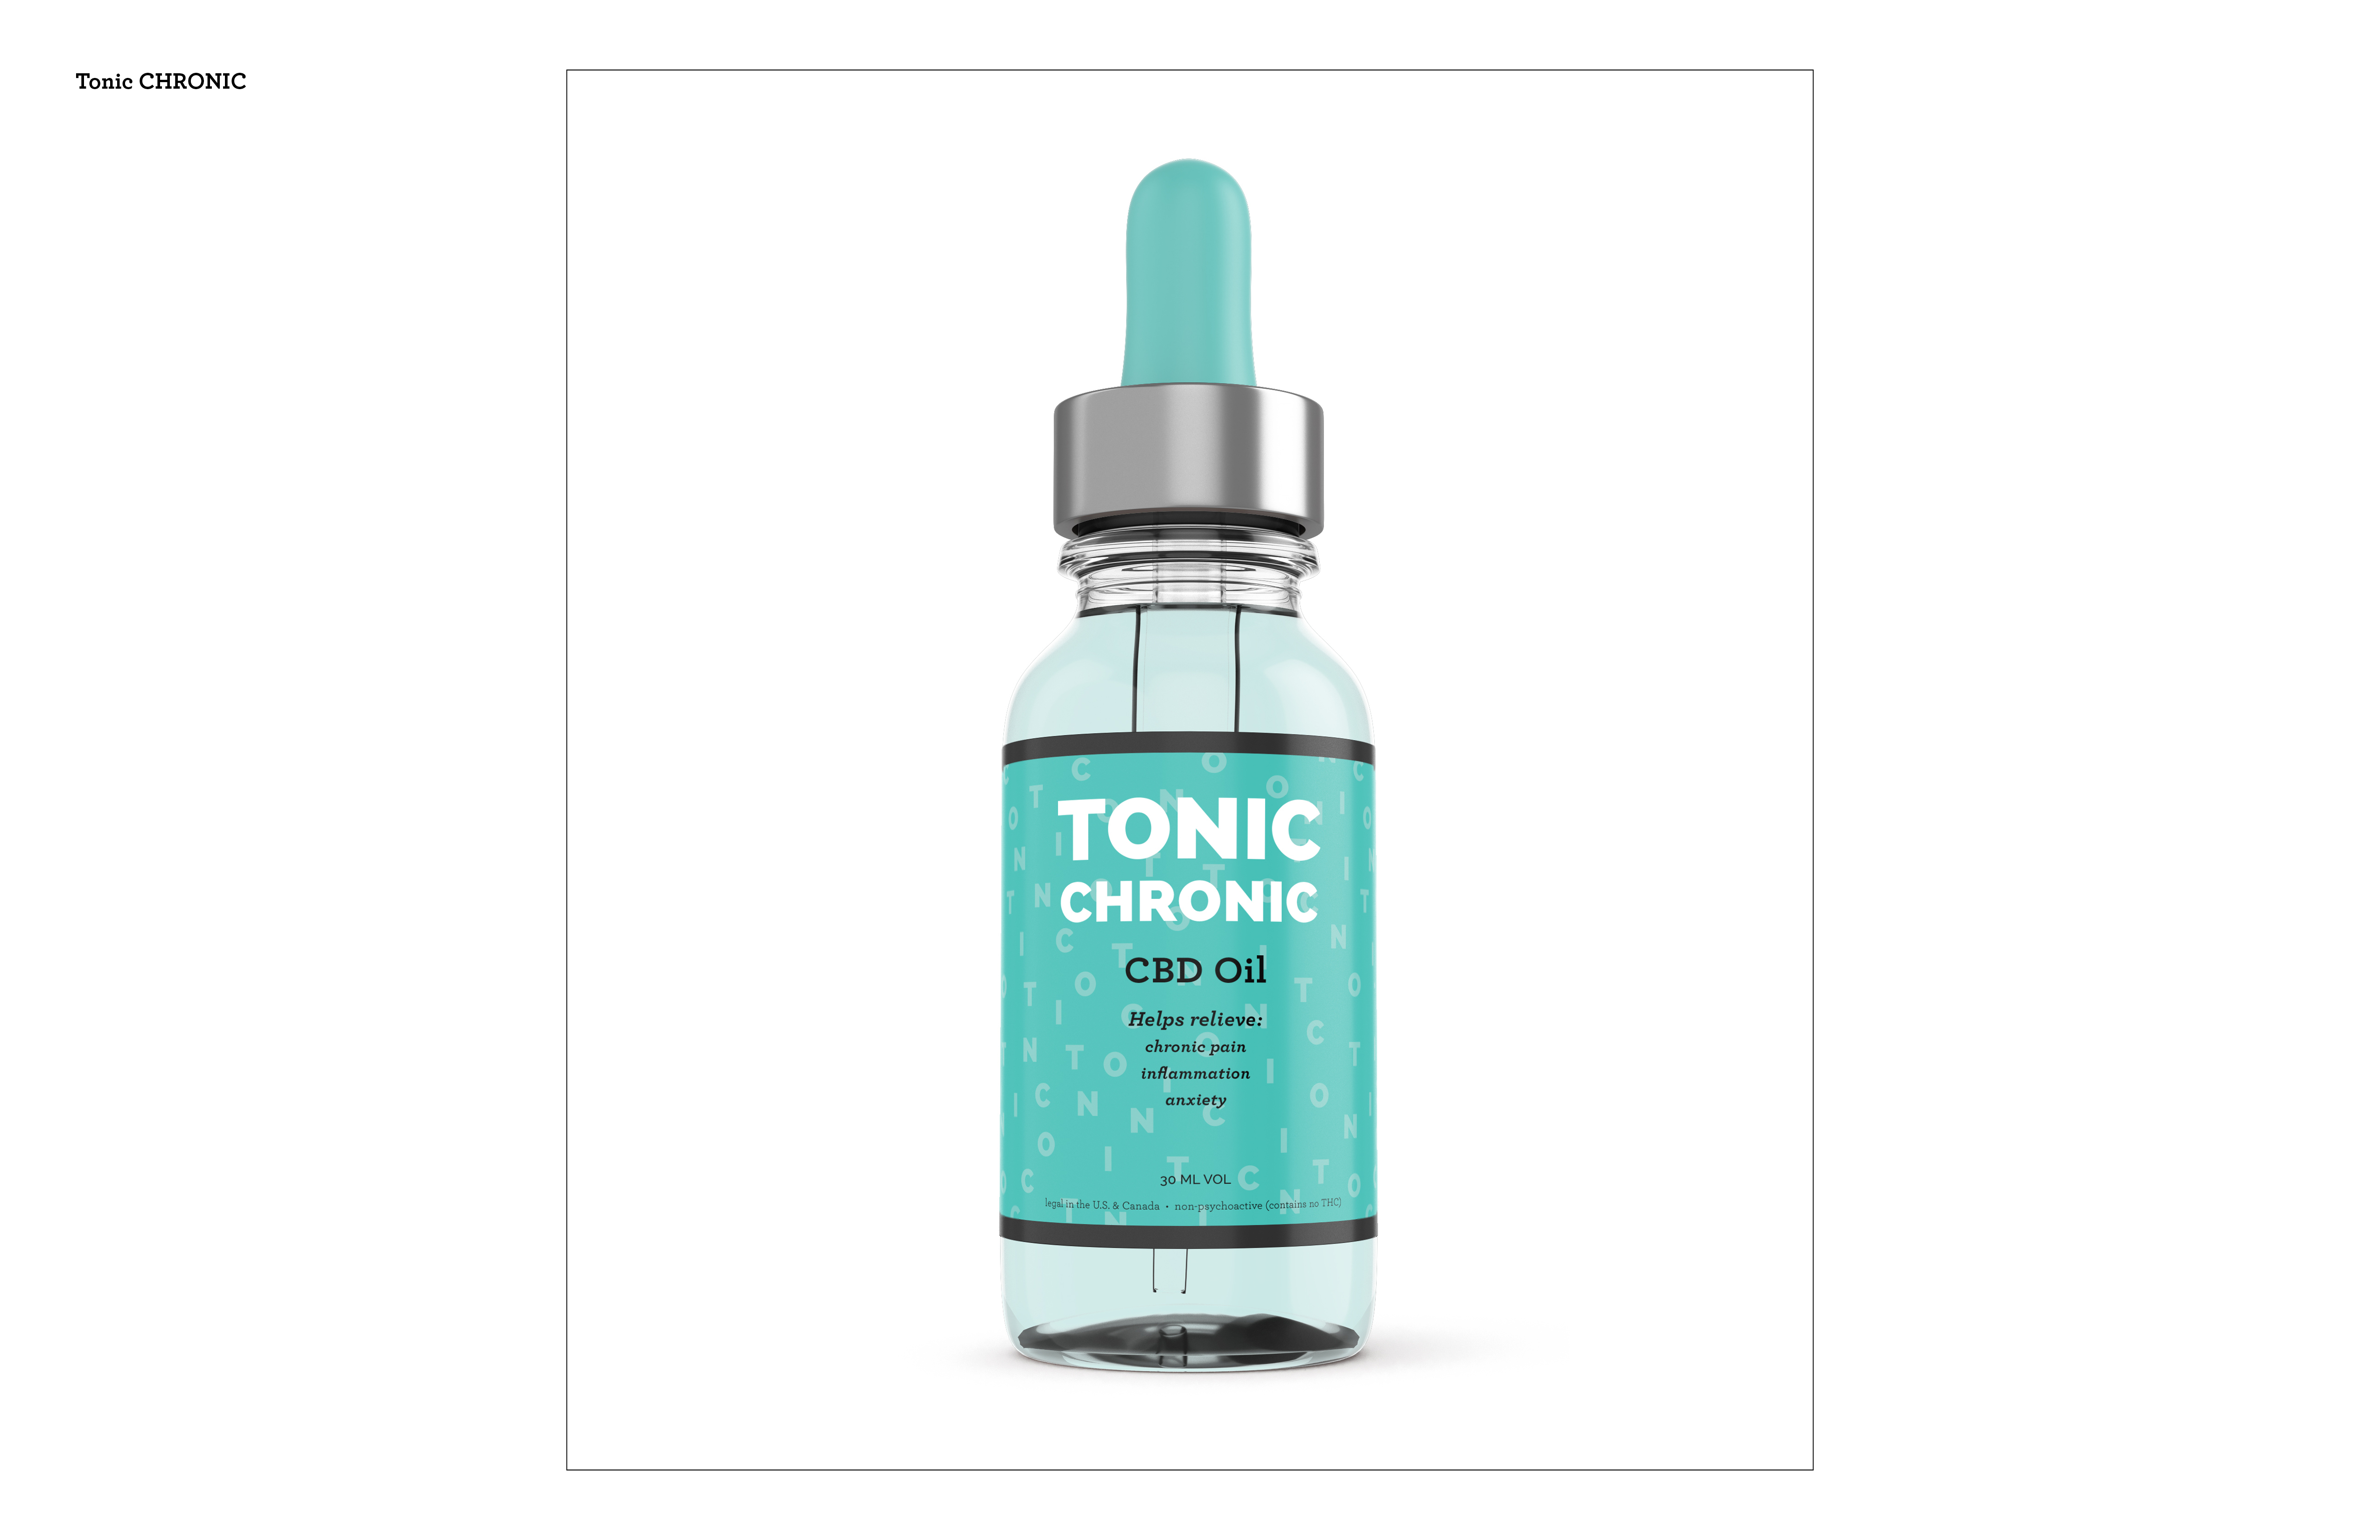 Tonic CHRONIC
TONIC
CHRONIC
CBD Oil
Helps relieve:
chronic pain
inflammation
anxiety
30 ML VOL
legal in the U.S. & Canada • non-psychoactive (contains no THC)